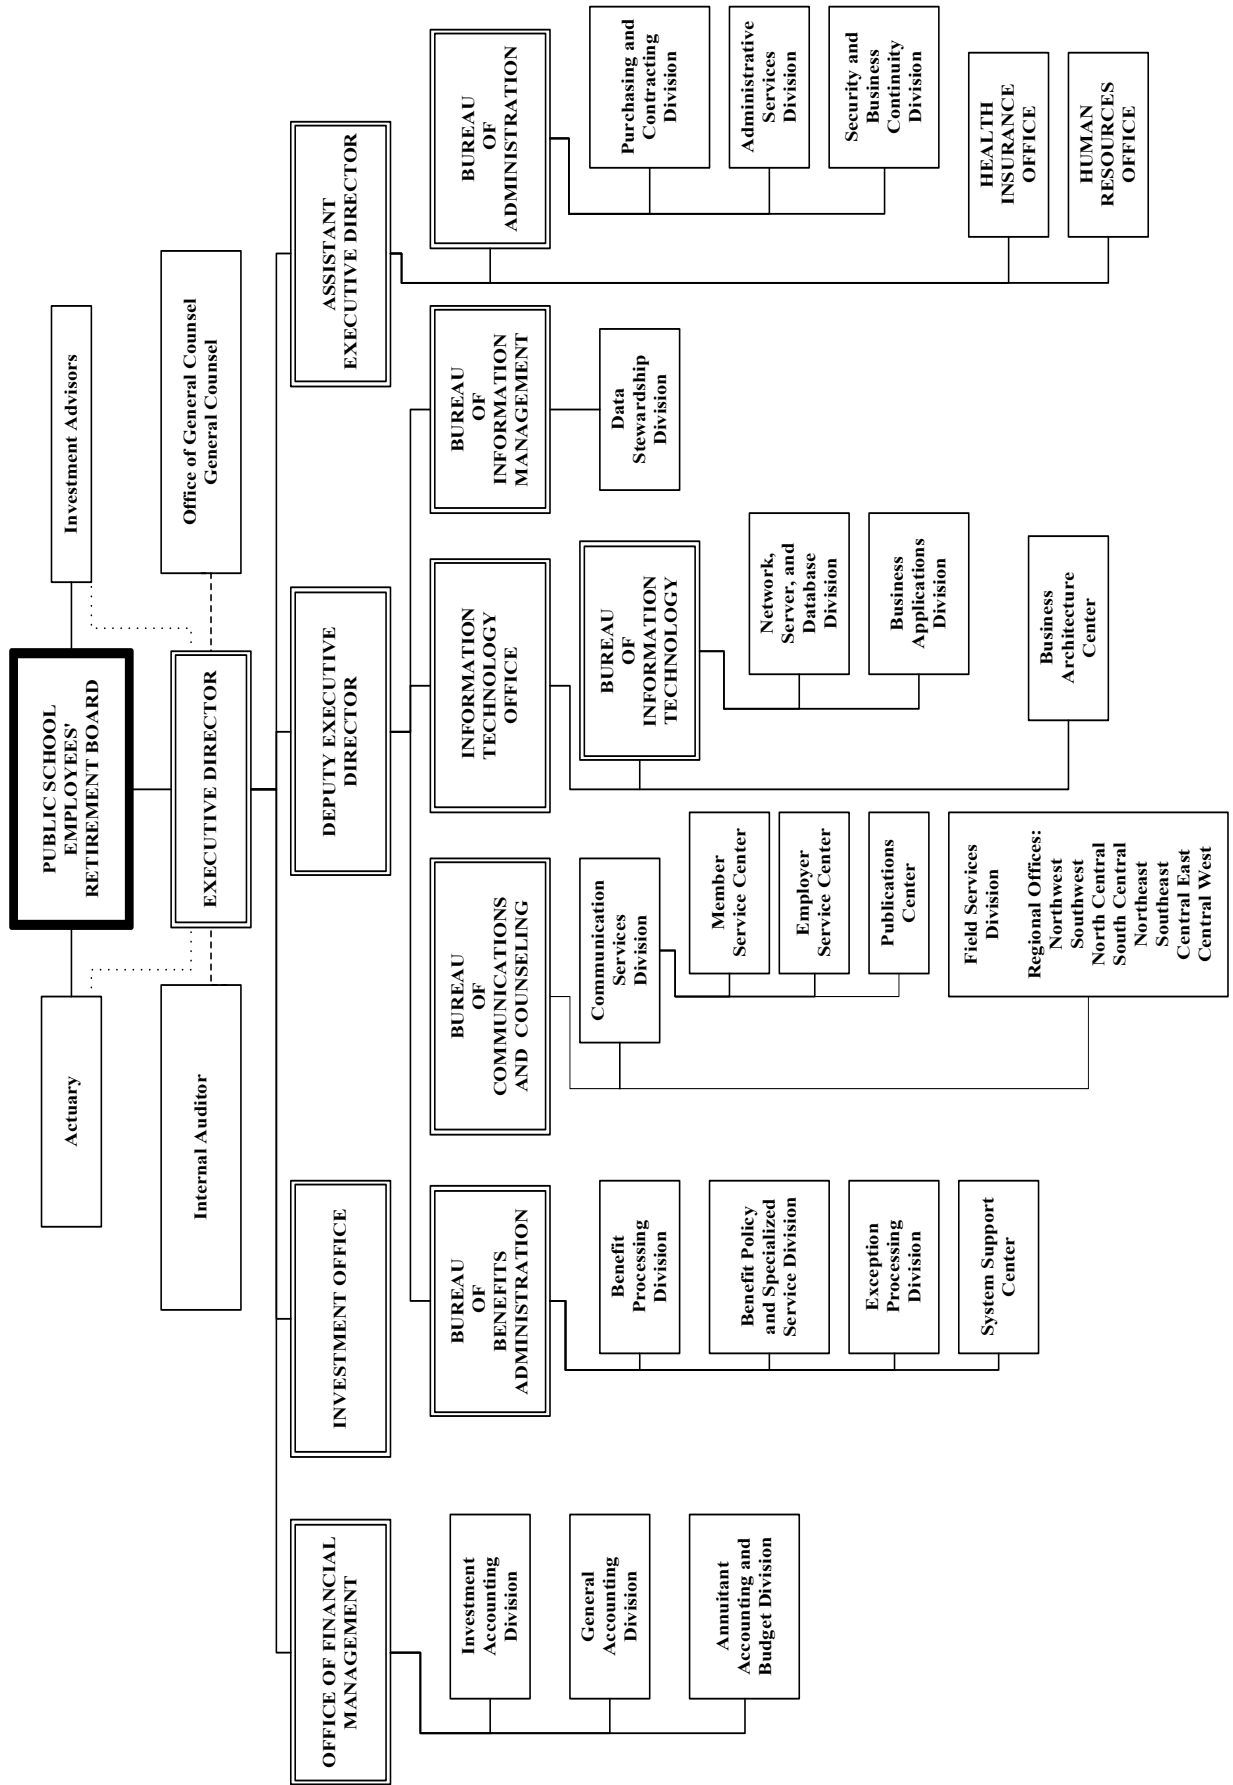 PUBLIC SCHOOL
EMPLOYEES'
RETIREMENT BOARD
Actuary
Investment Advisors
EXECUTIVE DIRECTOR
Internal Auditor
Office of General Counsel
General Counsel
OFFICE OF FINANCIAL
MANAGEMENT
INVESTMENT OFFICE
DEPUTY EXECUTIVE
DIRECTOR
ASSISTANT
EXECUTIVE DIRECTOR
Investment
Accounting
Division
General
Accounting
Division
Annuitant
Accounting and
Budget Division
BUREAU
OF
BENEFITS
ADMINISTRATION
Benefit
Processing
Division
Benefit Policy
and Specialized
Service Division
Exception
Processing
Division
System Support
Center
BUREAU
OF
COMMUNICATIONS
AND COUNSELING
Communication
Services
Division
Member
Service Center
Employer
Service Center
Publications
Center
Field Services
Division
Regional Offices:
Northwest
Southwest
North Central
South Central
Northeast
Southeast
Central East
Central West
INFORMATION
TECHNOLOGY
OFFICE
BUREAU
OF
INFORMATION
TECHNOLOGY
Network,
Server, and
Database
Division
Business
Applications
Division
Business
Architecture
Center
BUREAU
OF
INFORMATION
MANAGEMENT
Data
Stewardship
Division
BUREAU
OF
ADMINISTRATION
Purchasing and
Contracting
Division
Administrative
Services
Division
Security and
Business
Continuity
Division
HEALTH
INSURANCE
OFFICE
HUMAN
RESOURCES
OFFICE